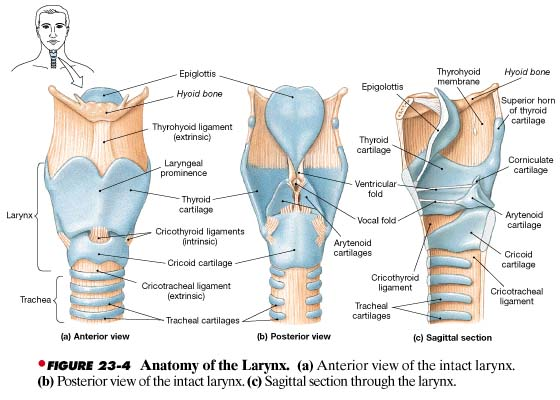 Epiglottis
Hyoid bone
Thyrohyoid ligament
(extrinsic)
Laryngeal
prominence
Larynx
Thyroid
cartilage
Cricothyroid ligaments
(intrinsic)
Cricoid cartilage
Cricotracheal ligament
(extrinsic)
Trachea
Tracheal cartilages
(a) Anterior view
Ventricular
fold
Vocal fold
Arytenoid
cartilages
(b) Posterior view
Epiglottis
Thyrohyoid
membrane
Hyoid bone
Superior horn
of thyroid
cartilage
Thyroid
cartilage
Corniculate
cartilage
Arytenoid
cartilage
Cricoid
cartilage
Cricothyroid
ligament
Cricotracheal
ligament
Tracheal
cartilages
(c) Sagittal section
•FIGURE 23-4 Anatomy of the Larynx. (a) Anterior view of the intact larynx.
(b) Posterior view of the intact larynx. (c) Sagittal section through the larynx.